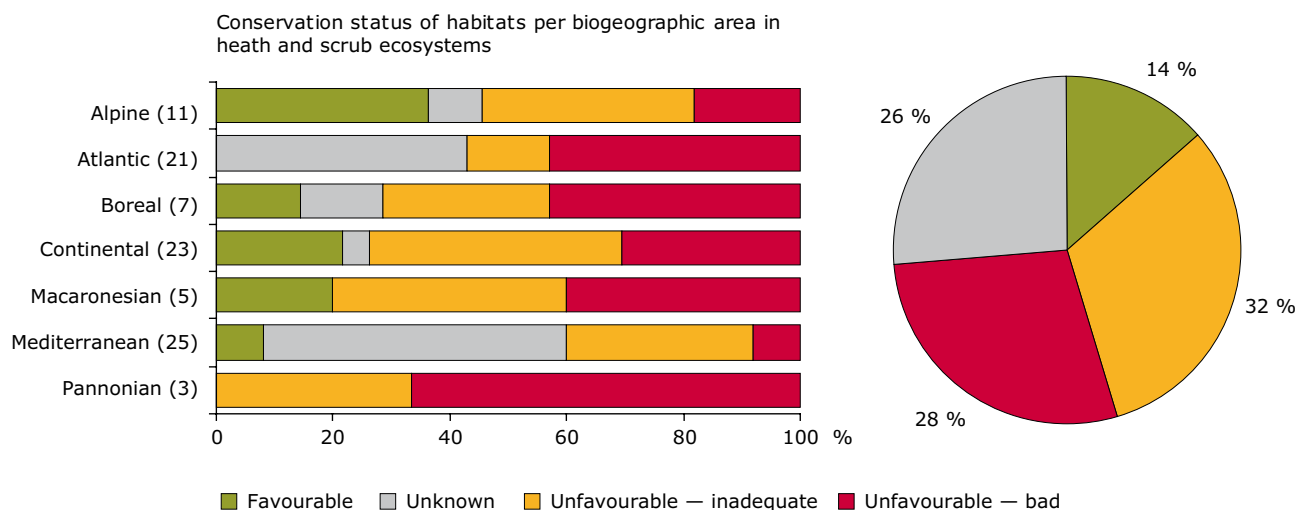 Conservation status of habitats per biogeographic area in
heath and scrub ecosystems
Alpine (11)
Atlantic (21)
Boreal (7)
Continental (23)
Macaronesian (5)
Mediterranean (25)
Pannonian (3)
0 20 40 60 80 100 %
14 %
26 %
32 %
28 %
Favourable Unknown Unfavourable — inadequate Unfavourable — bad